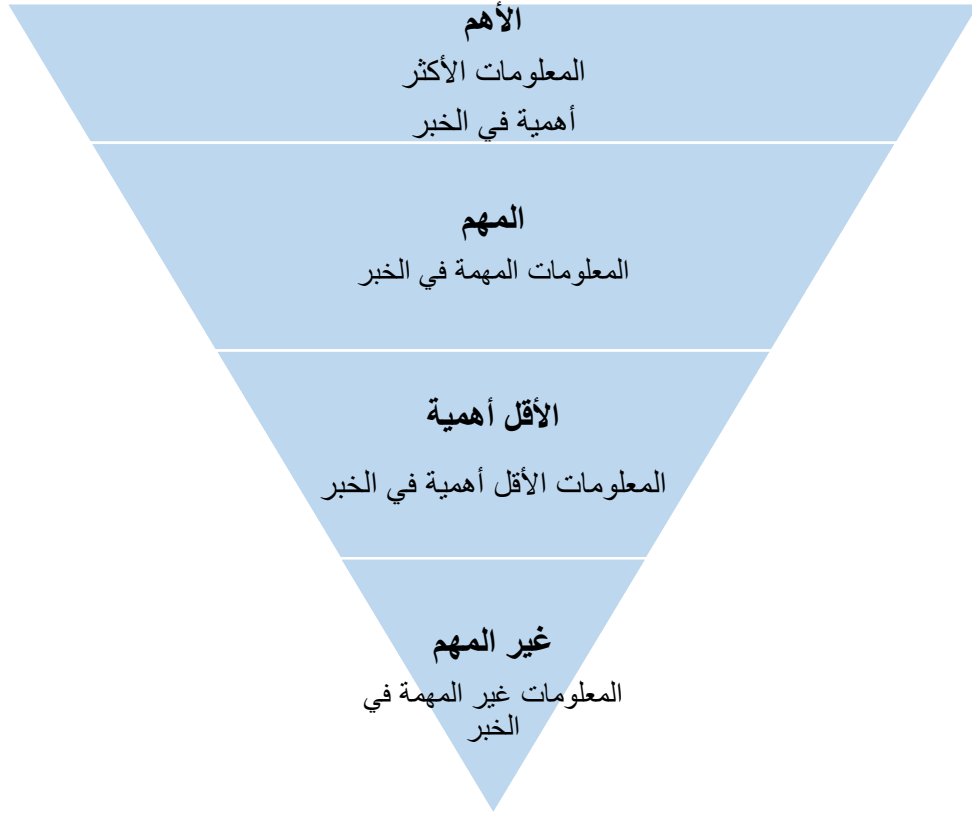 الأهم
المعلومات الأكثر
أهمية في الخبر
المهم
المعلومات المهمة في الخبر
الأقل أهمية
المعلومات الأقل أهمية في الخبر
غير المهم
المعلومات غير المهمة في
الخبر